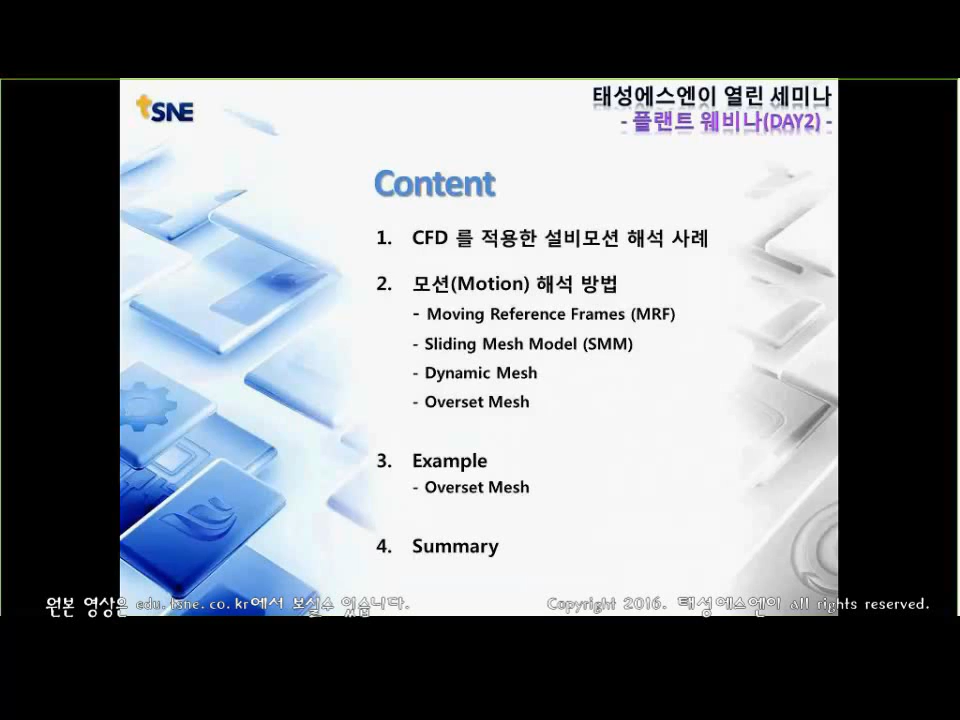 tSNE
태성에스엔이 열린 세미나
- 플랜트 웨비나(DAY2) -
Content
1. CFD 를 적용한 설비모션 해석 사례
2. 모션(Motion) 해석 방법
- Moving Reference Frames (MRF)
- Sliding Mesh Model (SMM)
- Dynamic Mesh
- Overset Mesh
3. Example
- Overset Mesh
4. Summary
원본 영상은 edu.tsne.co.kr에서 보실수 있습니다.
Copyright 2016. 태성에스엔이 all rights reserved.